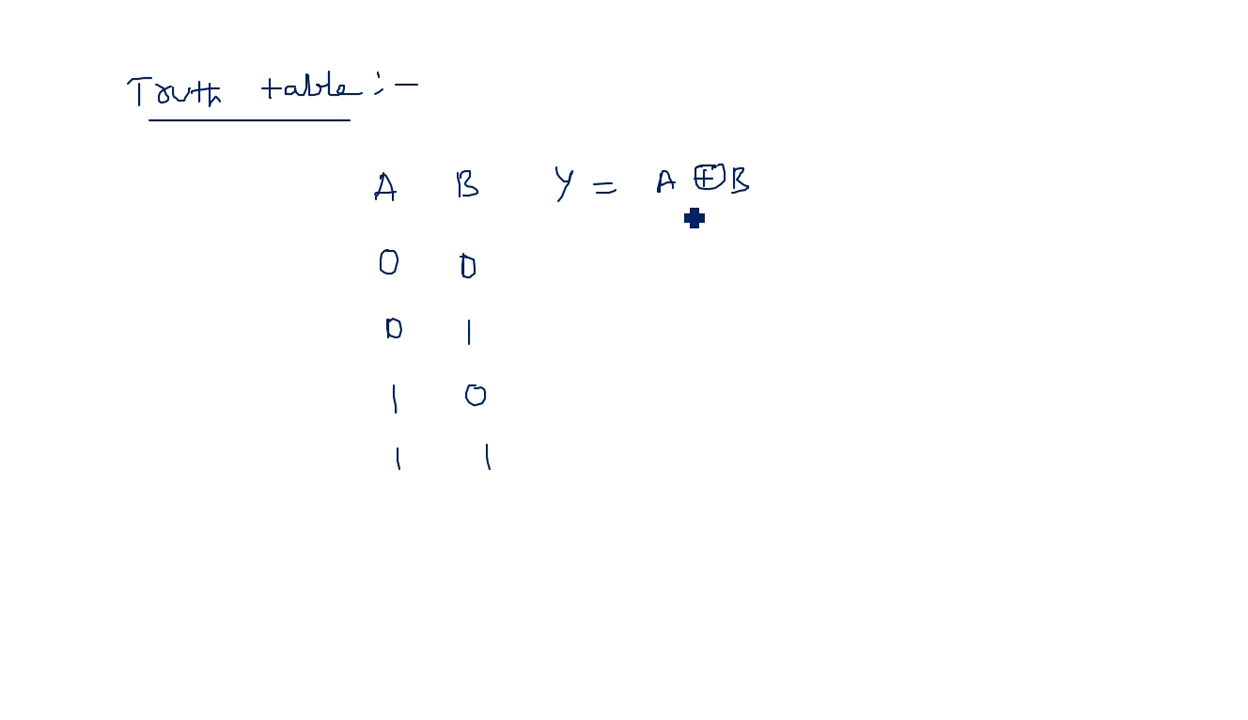 Truth table :-
A B Y = A ⊕ B
0 0
0 1
1 0
1 1